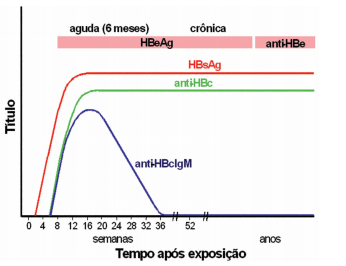 aguda (6 meses) crônica
HBeAg anti-HBe
HBsAg
anti-HBc
anti-HBcIgM
Título
0 4 8 12 16 20 24 28 32 36 52
semanas anos
Tempo após exposição